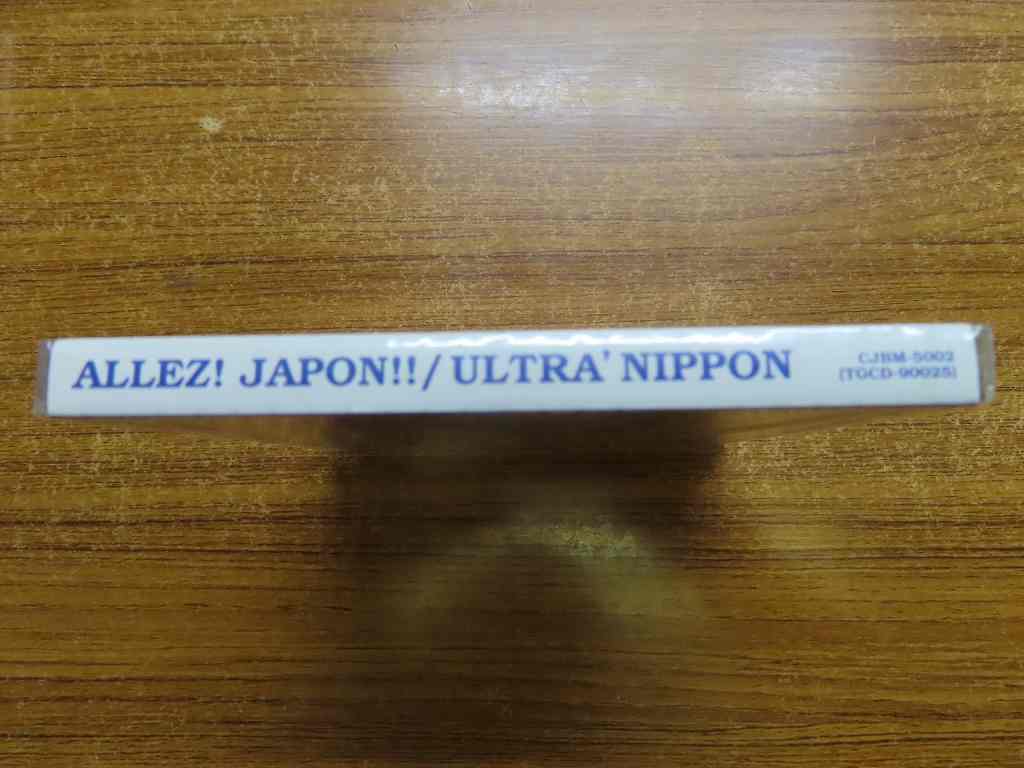 ALLEZ! JAPON!!/ULTRA' NIPPON
CJBM-5002
(TGCD-90025)